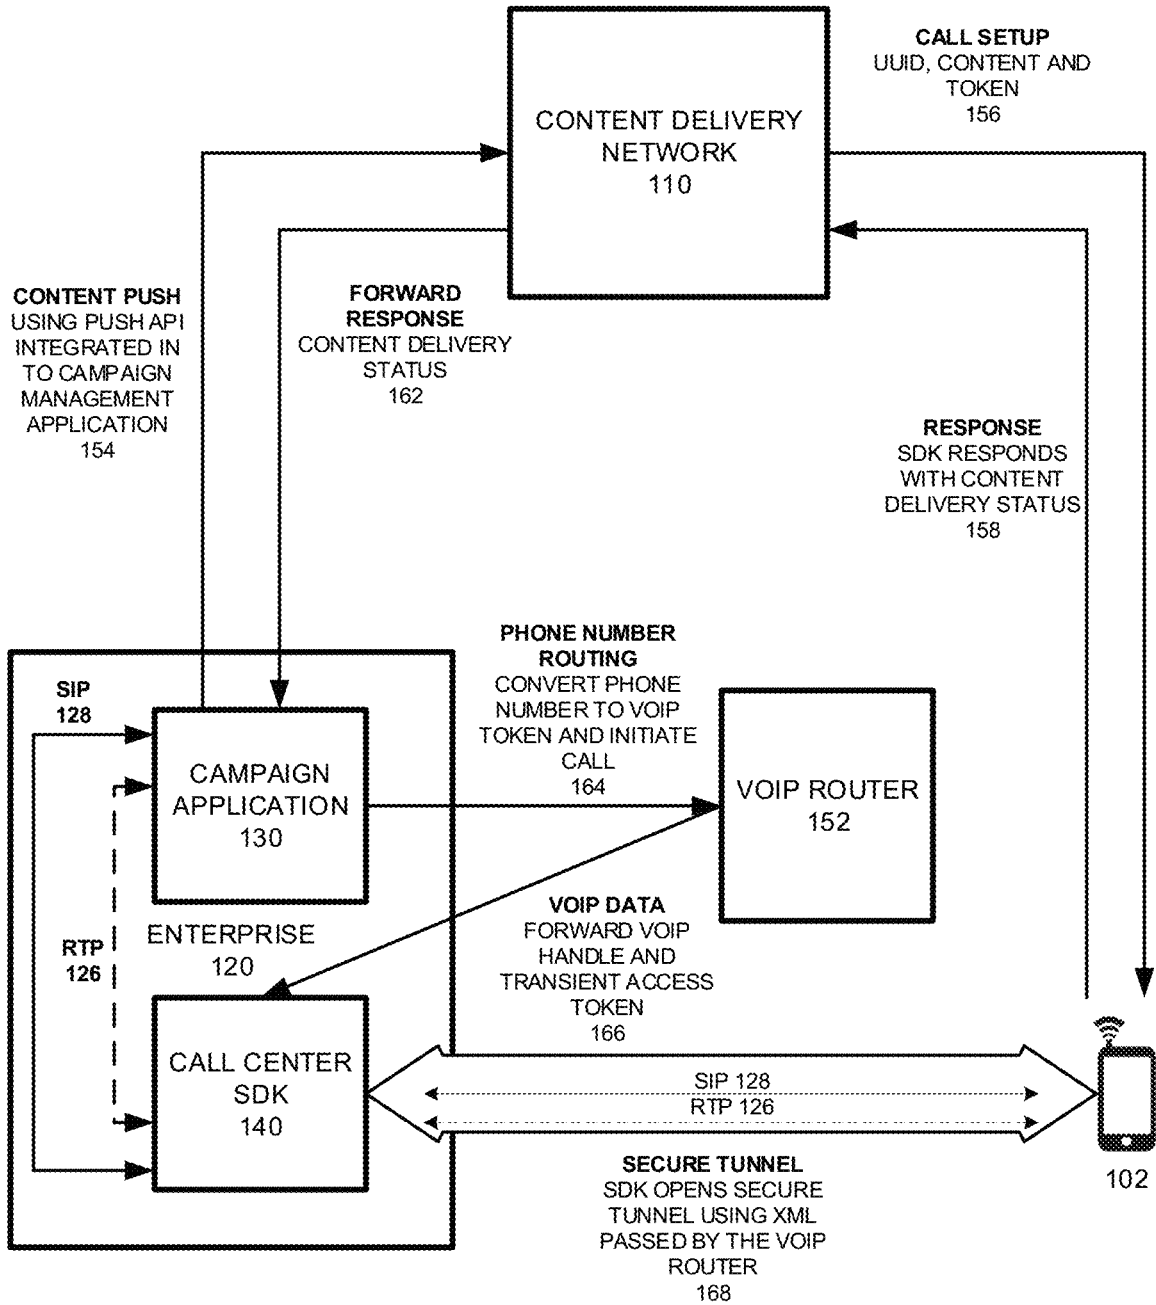 CALL SETUP
UUID, CONTENT AND
TOKEN
156
CONTENT DELIVERY
NETWORK
110
CONTENT PUSH
USING PUSH API
INTEGRATED IN
TO CAMPAIGN
MANAGEMENT
APPLICATION
154
FORWARD
RESPONSE
CONTENT DELIVERY
STATUS
162
RESPONSE
SDK RESPONDS
WITH CONTENT
DELIVERY STATUS
158
PHONE NUMBER
ROUTING
CONVERT PHONE
NUMBER TO VOIP
TOKEN AND INITIATE
CALL
164
SIP
128
CAMPAIGN
APPLICATION
130
VOIP ROUTER
152
RTP
126
ENTERPRISE
120
VOIP DATA
FORWARD VOIP
HANDLE AND
TRANSIENT ACCESS
TOKEN
166
CALL CENTER
SDK
140
SIP 128
RTP 126
102
SECURE TUNNEL
SDK OPENS SECURE
TUNNEL USING XML
PASSED BY THE VOIP
ROUTER
168